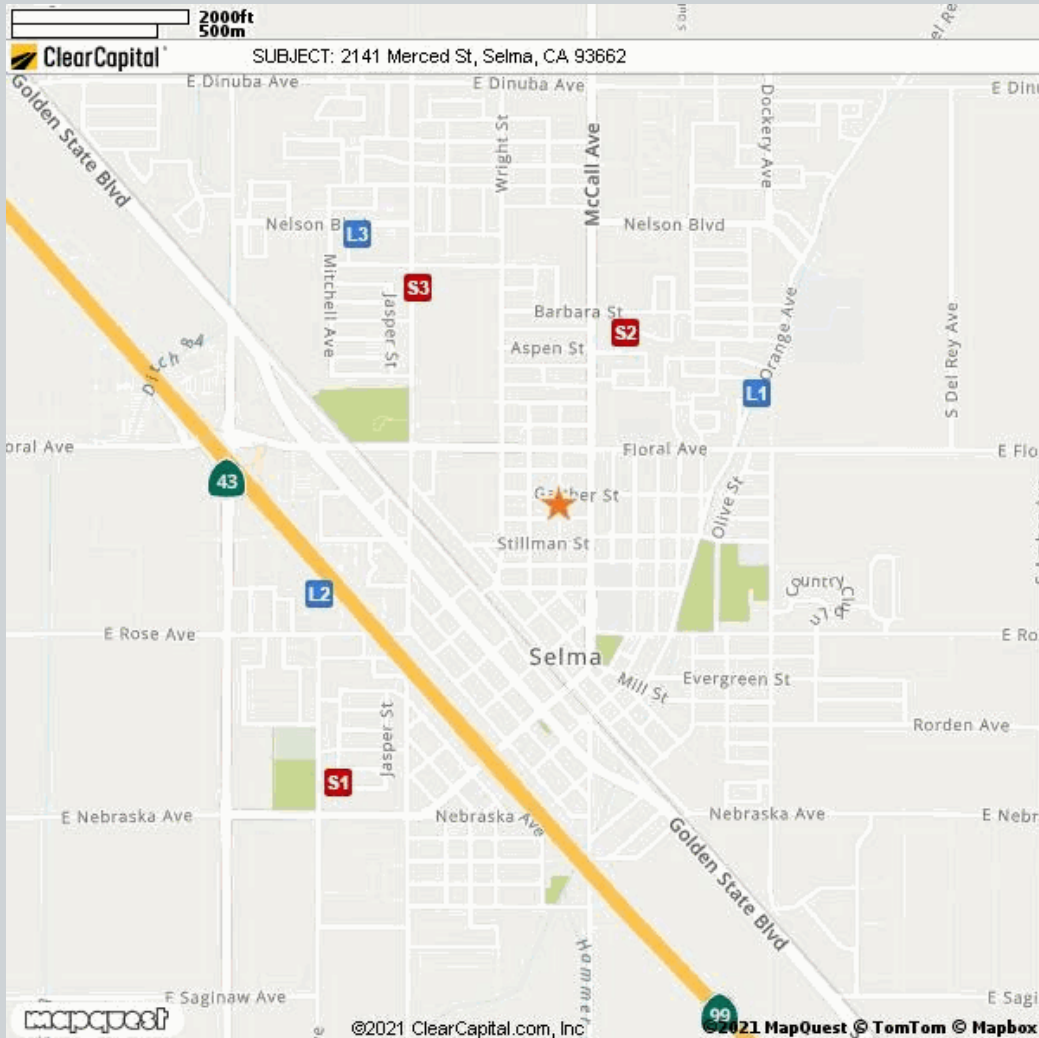 2000ft
500m
ClearCapital
SUBJECT: 2141 Merced St, Selma, CA 93662
E Dinuba Ave
E Dinuba Ave
E Dinu
Golden State Blvd
Wright St
McCall Ave
Dockery Ave
el Re
Nelson Bl
L3
Nelson Blvd
Mitchell Ave
Jasper St
S3
Barbara St
S2
Aspen St
Orange Ave
S Del Rey Ave
Ditch 84
L1
oral Ave
Floral Ave
E Flo
43
ber St
Olive St
Stillman St
L2
Country Clu
E Rose Ave
E Ro
Selma
Mill St
Evergreen St
Jasper St
Rorden Ave
S1
E Nebraska Ave
Nebraska Ave
Nebraska Ave
E Nebr
Golden State Blvd
Hammer
E Saginaw Ave
E Sagi
99
mapquest
©2021 ClearCapital.com, Inc
©2021 MapQuest © TomTom © Mapbox